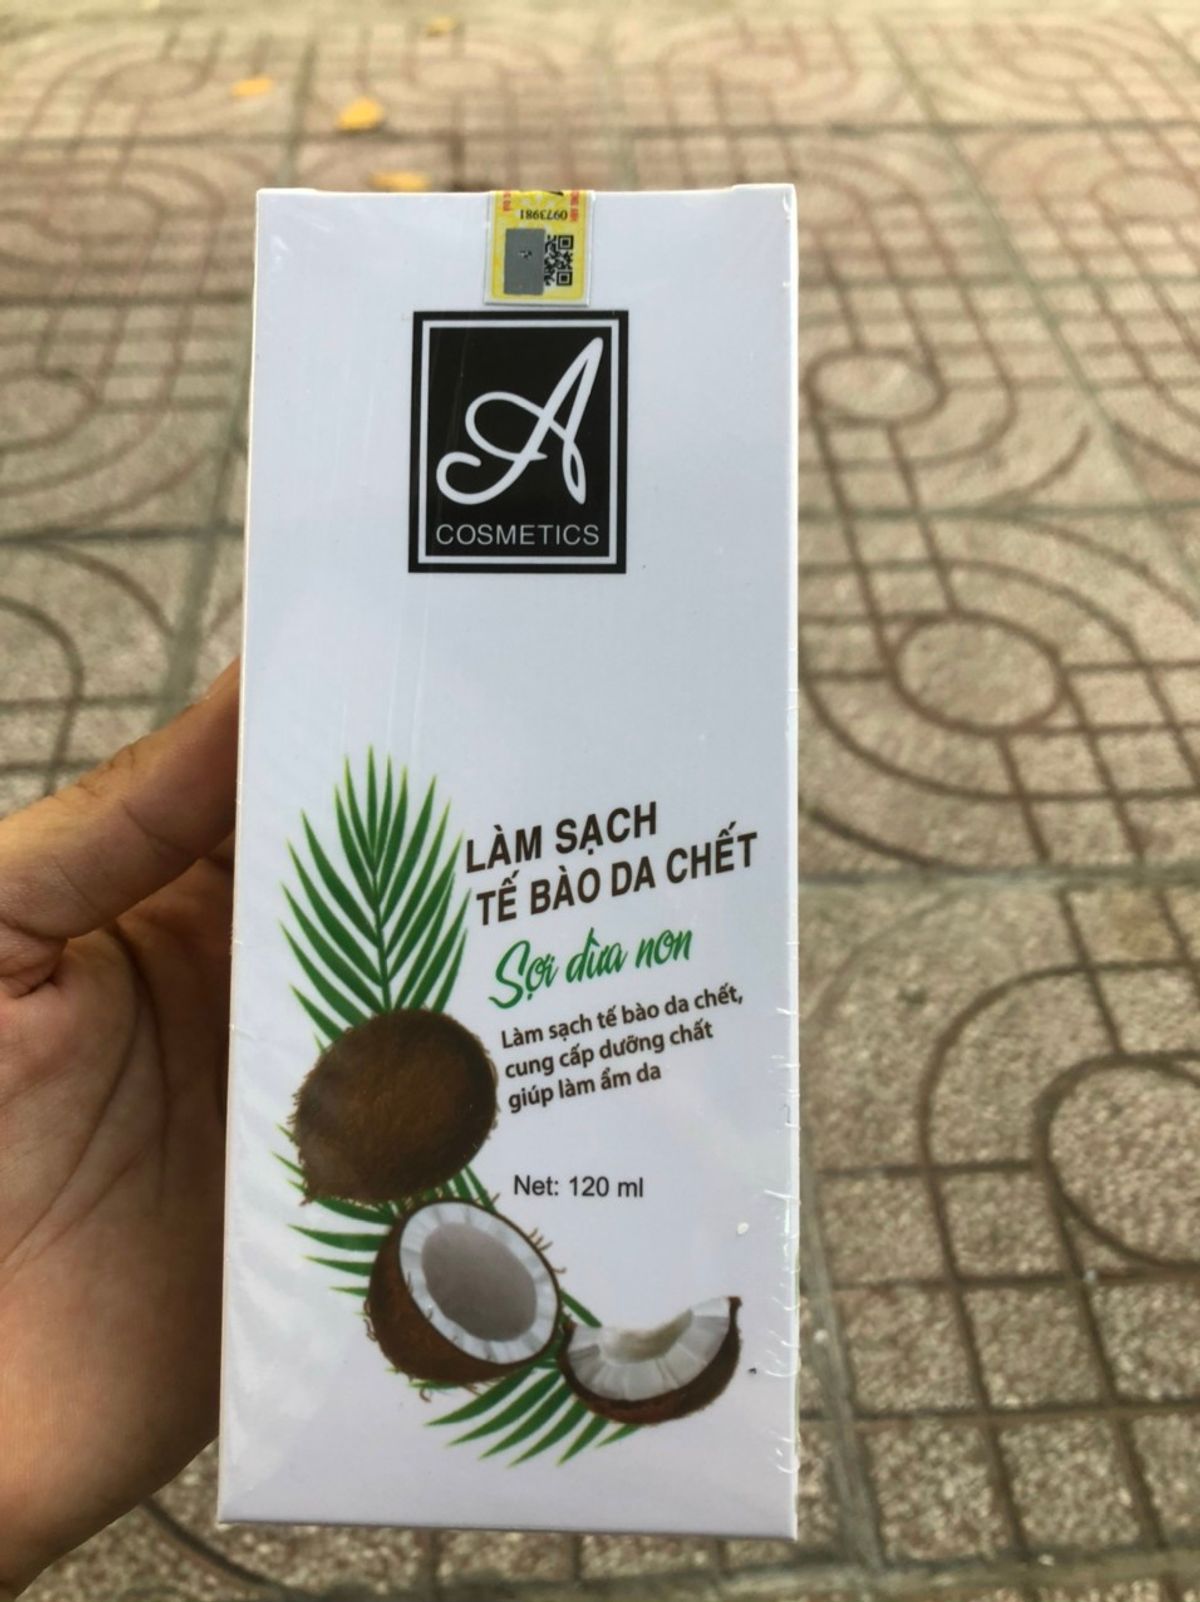 0973981
A
COSMETICS
LÀM SẠCH
TẾ BÀO DA CHẾT
Sợi dừa non
Làm sạch tế bào da chết,
cung cấp dưỡng chất
giúp làm ẩm da
Net: 120 ml